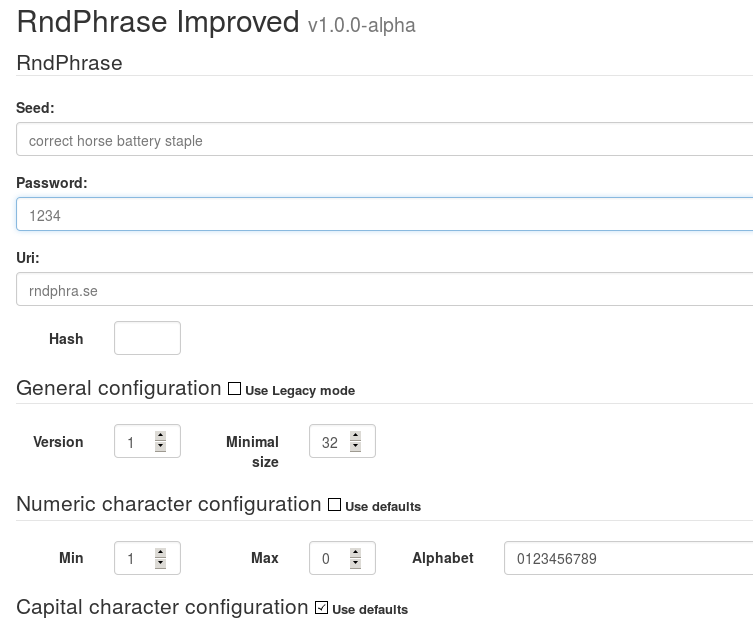 RndPhrase Improved v1.0.0-alpha
RndPhrase
Seed:
correct horse battery staple
Password:
1234
Uri:
rndphra.se
Hash
General configuration Use Legacy mode
Version 1 Minimal size 32
Numeric character configuration Use defaults
Min 1 Max 0 Alphabet 0123456789
Capital character configuration Use defaults